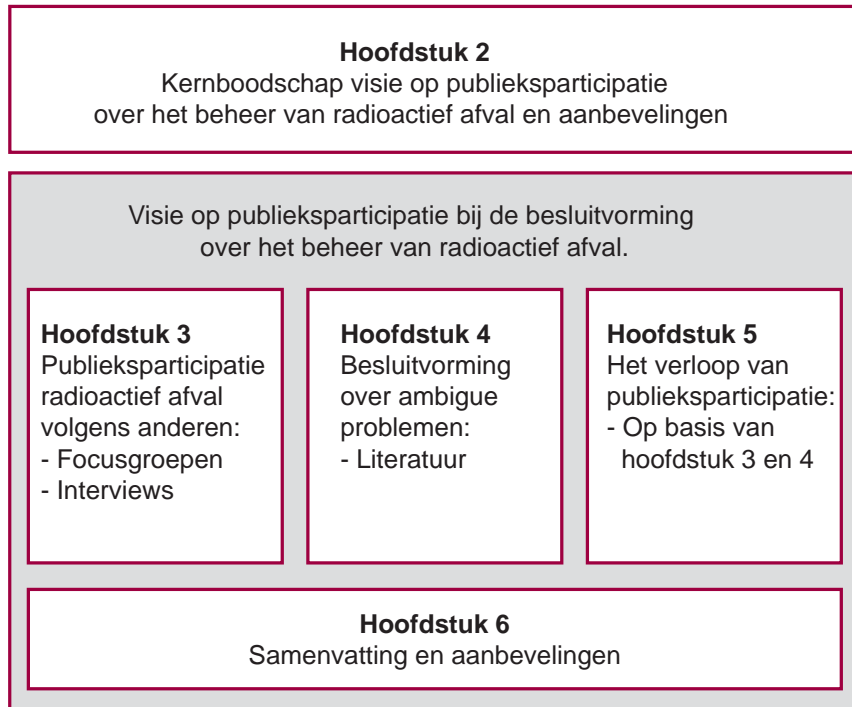 Hoofdstuk 2
Kernboodschap visie op publieksparticipatie
over het beheer van radioactief afval en aanbevelingen
Visie op publieksparticipatie bij de besluitvorming
over het beheer van radioactief afval.
Hoofdstuk 3
Publieksparticipatie
radioactief afval
volgens anderen:
- Focusgroepen
- Interviews
Hoofdstuk 4
Besluitvorming
over ambigue
problemen:
- Literatuur
Hoofdstuk 5
Het verloop van
publieksparticipatie:
- Op basis van
hoofdstuk 3 en 4
Hoofdstuk 6
Samenvatting en aanbevelingen